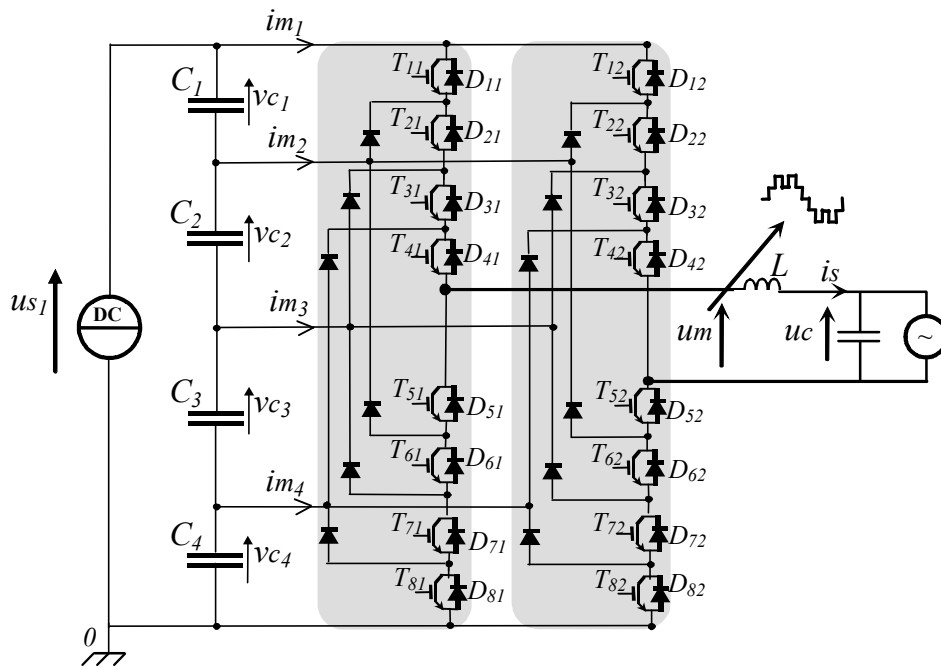 im1
T11
D11
T12
D12
C1
vc1
T21
D21
T22
D22
im2
T31
D31
T32
D32
C2
vc2
T41
D41
T42
D42
L
is
us1
DC
im3
um
uc
~
C3
vc3
T51
D51
T52
D52
T61
D61
T62
D62
im4
T71
D71
T72
D72
C4
vc4
T81
D81
T82
D82
0